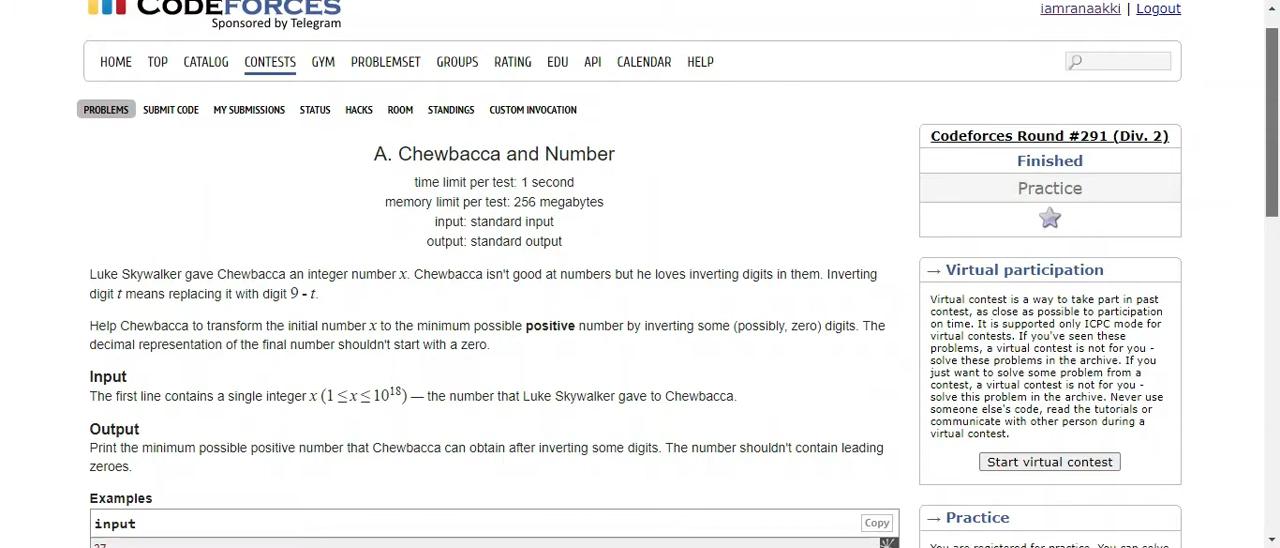 CODEFORCES
Sponsored by Telegram
iamranaakki | Logout
HOME TOP CATALOG CONTESTS GYM PROBLEMSET GROUPS RATING EDU API CALENDAR HELP
PROBLEMS SUBMIT CODE MY SUBMISSIONS STATUS HACKS ROOM STANDINGS CUSTOM INVOCATION
A. Chewbacca and Number
time limit per test: 1 second
memory limit per test: 256 megabytes
input: standard input
output: standard output
Luke Skywalker gave Chewbacca an integer number x. Chewbacca isn't good at numbers but he loves inverting digits in them. Inverting
digit t means replacing it with digit 9 - t.
Help Chewbacca to transform the initial number x to the minimum possible positive number by inverting some (possibly, zero) digits. The
decimal representation of the final number shouldn't start with a zero.
Input
The first line contains a single integer x (1 ≤ x ≤ 10^18) — the number that Luke Skywalker gave to Chewbacca.
Output
Print the minimum possible positive number that Chewbacca can obtain after inverting some digits. The number shouldn't contain leading
zeroes.
Examples
input
Copy
27
Codeforces Round #291 (Div. 2)
Finished
Practice
→ Virtual participation
Virtual contest is a way to take part in past
contest, as close as possible to participation
on time. It is supported only ICPC mode for
virtual contests. If you've seen these
problems, a virtual contest is not for you -
solve these problems in the archive. If you
just want to solve some problem from a
contest, a virtual contest is not for you -
solve this problem in the archive. Never use
someone else's code, read the tutorials or
communicate with other person during a
virtual contest.
Start virtual contest
→ Practice
You are registered for practice. You can solve